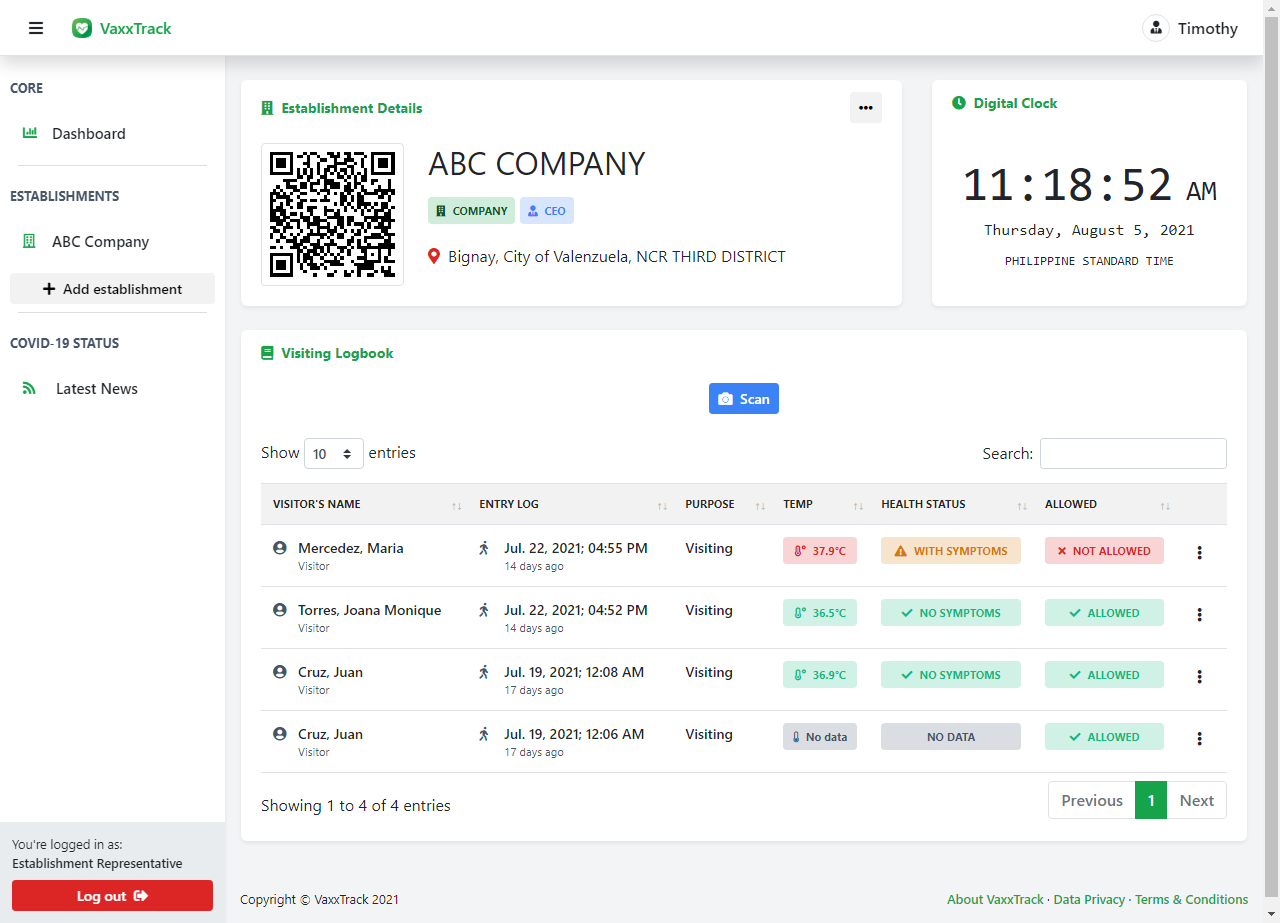 VaxxTrack
Timothy
CORE
Dashboard
ESTABLISHMENTS
ABC Company
Add establishment
COVID-19 STATUS
Latest News
You're logged in as:
Establishment Representative
Log out
Establishment Details
ABC COMPANY
COMPANY CEO
Bignay, City of Valenzuela, NCR THIRD DISTRICT
Digital Clock
11:18:52 AM
Thursday, August 5, 2021
PHILIPPINE STANDARD TIME
Visiting Logbook
Scan
Show 10 entries
Search:
VISITOR'S NAME ENTRY LOG PURPOSE TEMP HEALTH STATUS ALLOWED
Mercedez, Maria Jul. 22, 2021; 04:55 PM Visiting 37.9°C WITH SYMPTOMS NOT ALLOWED
Visitor 14 days ago
Torres, Joana Monique Jul. 22, 2021; 04:52 PM Visiting 36.5°C NO SYMPTOMS ALLOWED
Visitor 14 days ago
Cruz, Juan Jul. 19, 2021; 12:08 AM Visiting 36.9°C NO SYMPTOMS ALLOWED
Visitor 17 days ago
Cruz, Juan Jul. 19, 2021; 12:06 AM Visiting No data NO DATA ALLOWED
Visitor 17 days ago
Showing 1 to 4 of 4 entries
Previous 1 Next
Copyright © VaxxTrack 2021
About VaxxTrack · Data Privacy · Terms & Conditions